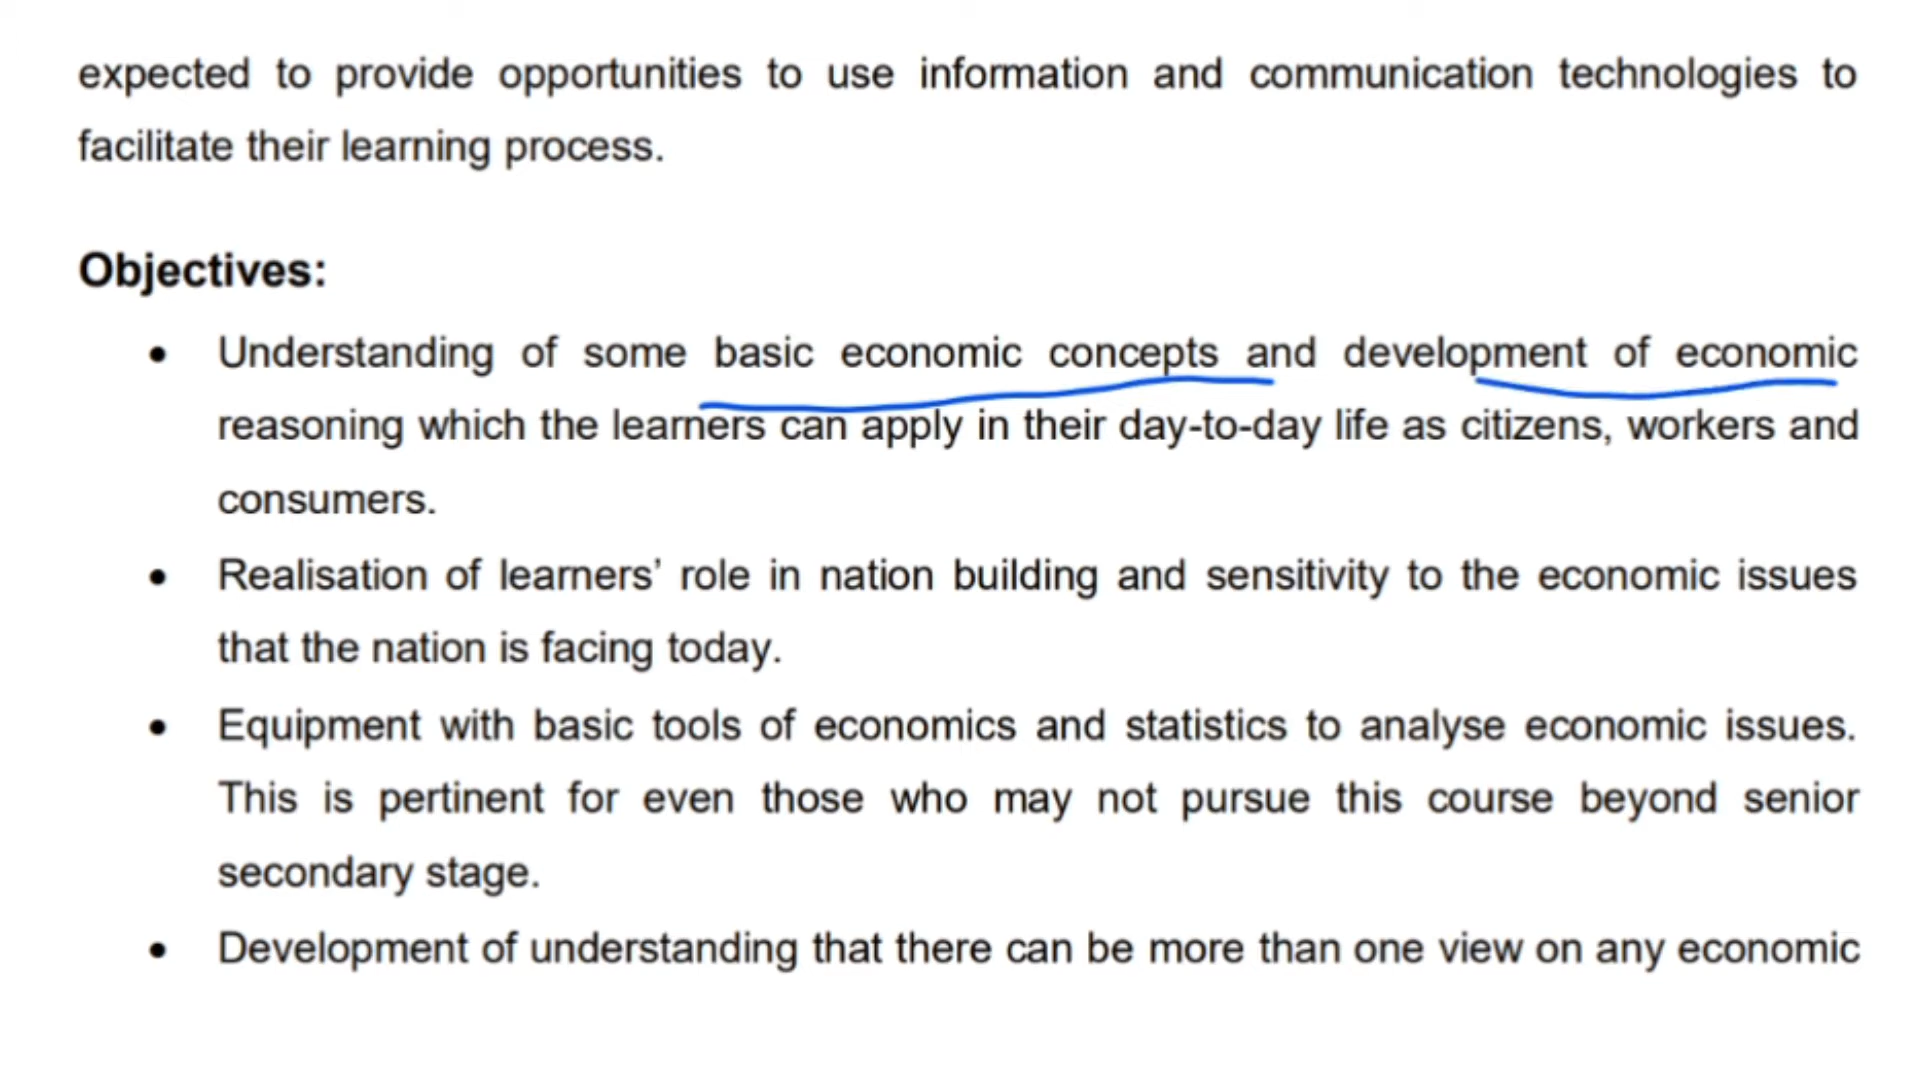 expected to provide opportunities to use information and communication technologies to
facilitate their learning process.
Objectives:
• Understanding of some basic economic concepts and development of economic
reasoning which the learners can apply in their day-to-day life as citizens, workers and
consumers.
• Realisation of learners’ role in nation building and sensitivity to the economic issues
that the nation is facing today.
• Equipment with basic tools of economics and statistics to analyse economic issues.
This is pertinent for even those who may not pursue this course beyond senior
secondary stage.
• Development of understanding that there can be more than one view on any economic